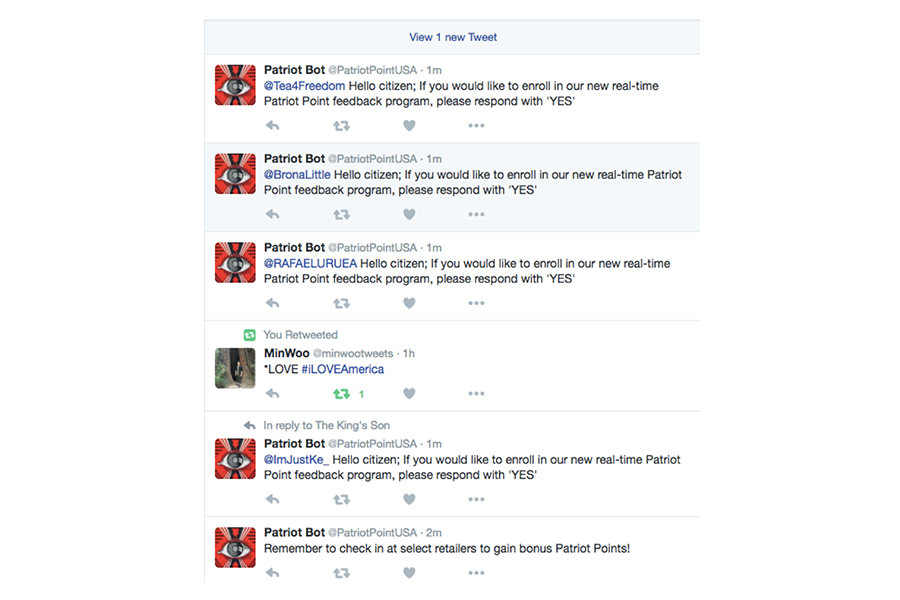 View 1 new Tweet
Patriot Bot @PatriotPointUSA · 1m
@Tea4Freedom Hello citizen; If you would like to enroll in our new real-time
Patriot Point feedback program, please respond with 'YES'
Patriot Bot @PatriotPointUSA · 1m
@BronaLittle Hello citizen; If you would like to enroll in our new real-time Patriot
Point feedback program, please respond with 'YES'
Patriot Bot @PatriotPointUSA · 1m
@RAFAELURUEA Hello citizen; If you would like to enroll in our new real-time
Patriot Point feedback program, please respond with 'YES'
You Retweeted
MinWoo @minwootweets · 1h
*LOVE #iLOVEAmerica
1
In reply to The King's Son
Patriot Bot @PatriotPointUSA · 1m
@ImJustKe_ Hello citizen; If you would like to enroll in our new real-time Patriot
Point feedback program, please respond with 'YES'
Patriot Bot @PatriotPointUSA · 2m
Remember to check in at select retailers to gain bonus Patriot Points!